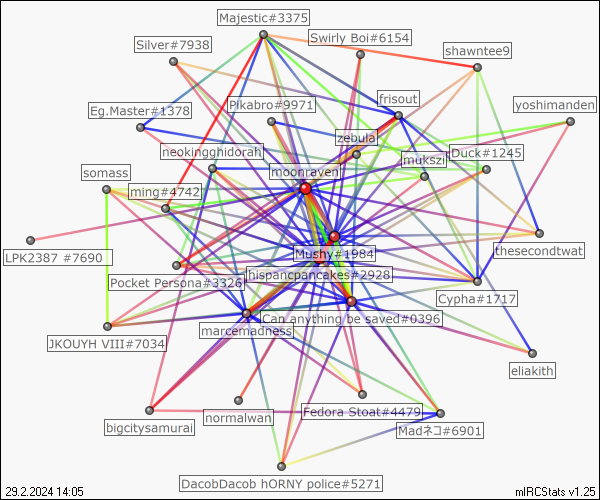 Majestic#3375
Swirly Boi#6154
Silver#7938
shawntee9
Eg.Master#1378
Pikabro#9971
frisout
yoshimanden
zebula
neokingghidorah
mukszi
Duck#1245
somass
moonraven
ming#4742
LPK2387 #7690
Mushy#1984
thesecondtwat
hispancpancakes#2928
Pocket Persona#3326
Cypha#1717
Can anything be saved#0396
marcemadness
JKOUYH VIII#7034
eliakith
bigcitysamurai
normalwan
Fedora Stoat#4479
Madネコ#6901
DacobDacob hORNY police#5271
29.2.2024 14:05
mIRCStats v1.25